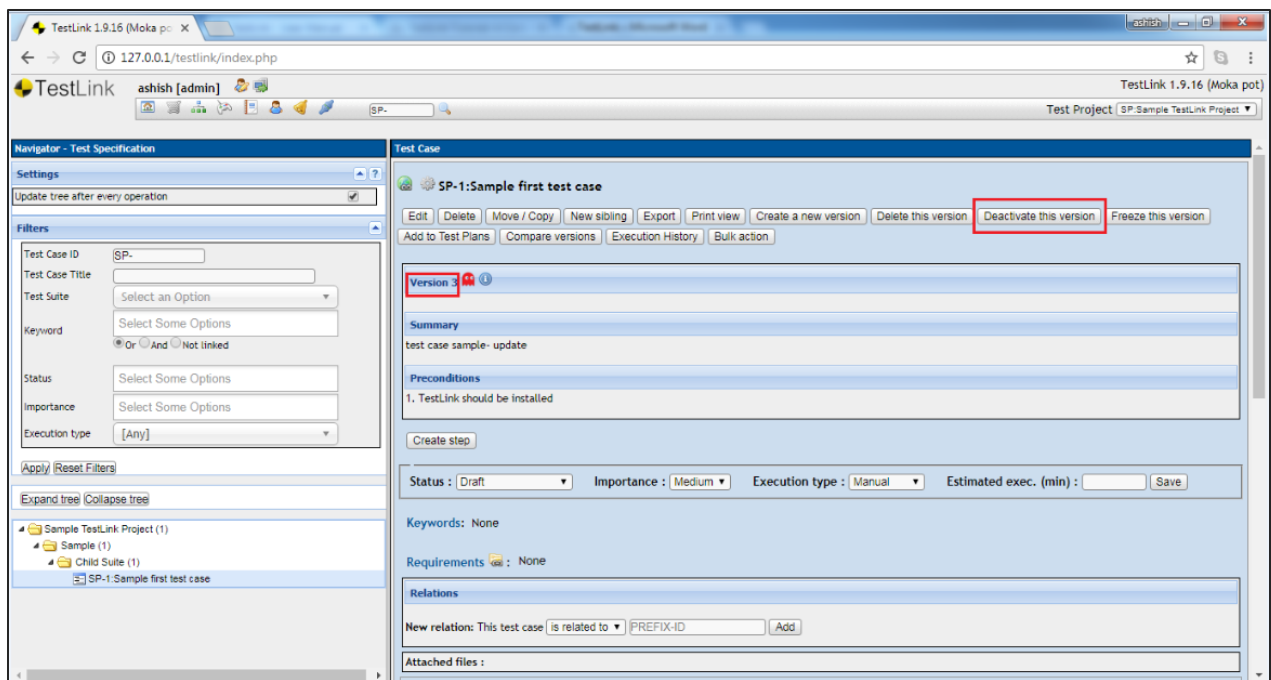 TestLink 1.9.16 (Moka po
ashish
127.0.0.1/testlink/index.php
TestLink
ashish [admin]
TestLink 1.9.16 (Moka pot)
SP-
Test Project SP:Sample TestLink Project
Navigator - Test Specification
Settings
?
Update tree after every operation
Filters
Test Case ID SP-
Test Case Title
Test Suite Select an Option
Keyword Select Some Options
Or And Not linked
Status Select Some Options
Importance Select Some Options
Execution type [Any]
Apply Reset Filters
Expand tree Collapse tree
Sample TestLink Project (1)
Sample (1)
Child Suite (1)
SP-1:Sample first test case
Test Case
SP-1:Sample first test case
Edit Delete Move / Copy New sibling Export Print view Create a new version Delete this version Deactivate this version Freeze this version
Add to Test Plans Compare versions Execution History Bulk action
Version 3
Summary
test case sample- update
Preconditions
1. TestLink should be installed
Create step
Status : Draft Importance : Medium Execution type : Manual Estimated exec. (min) : Save
Keywords: None
Requirements : None
Relations
New relation: This test case is related to PREFIX-ID Add
Attached files :